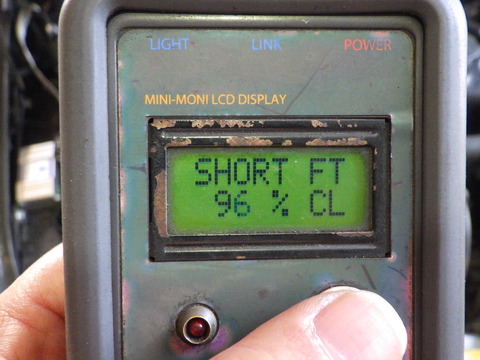 LIGHT LINK POWER
MINI-MONI LCD DISPLAY
SHORT FT
96 % CL